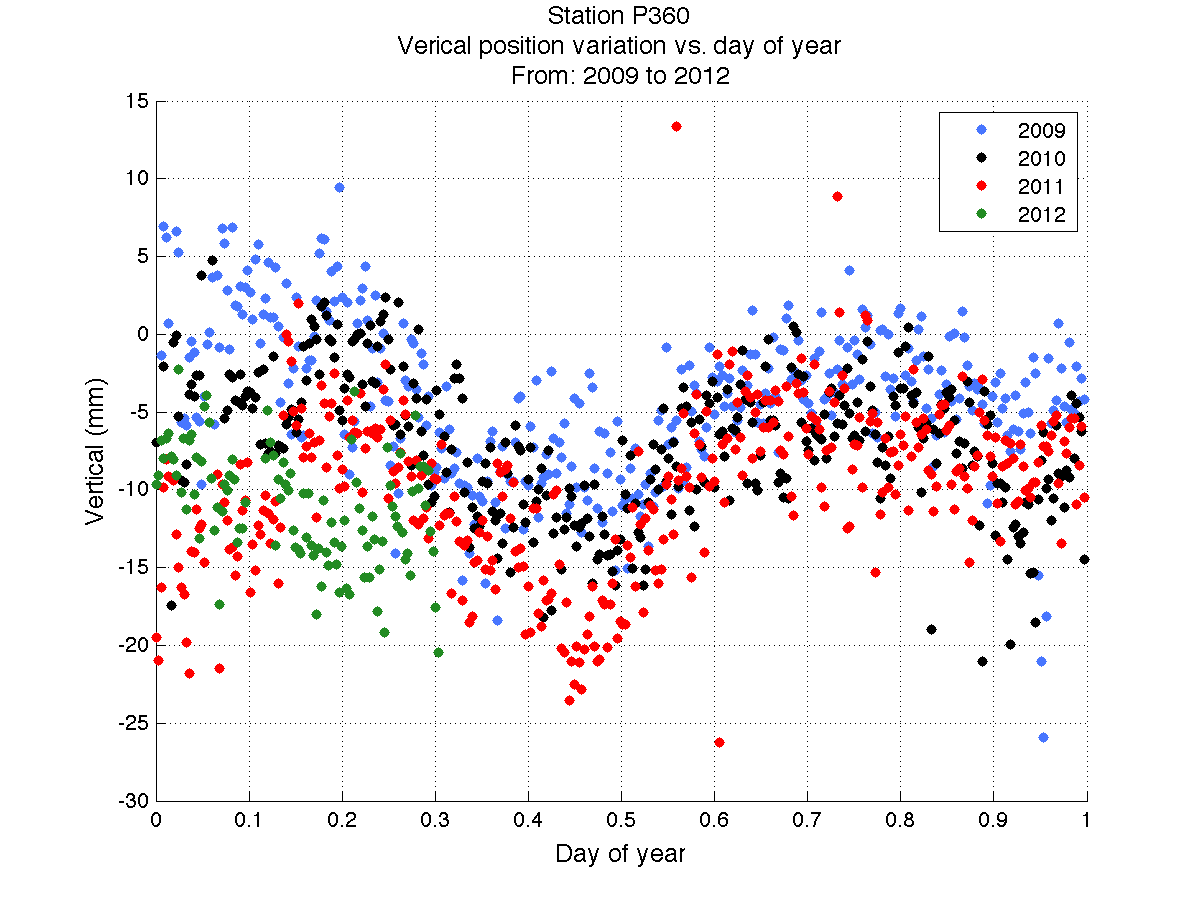 Station P360
Verical position variation vs. day of year
From: 2009 to 2012
15
10
5
0
-5
-10
-15
-20
-25
-30
Vertical (mm)
2009
2010
2011
2012
0 0.1 0.2 0.3 0.4 0.5 0.6 0.7 0.8 0.9 1
Day of year